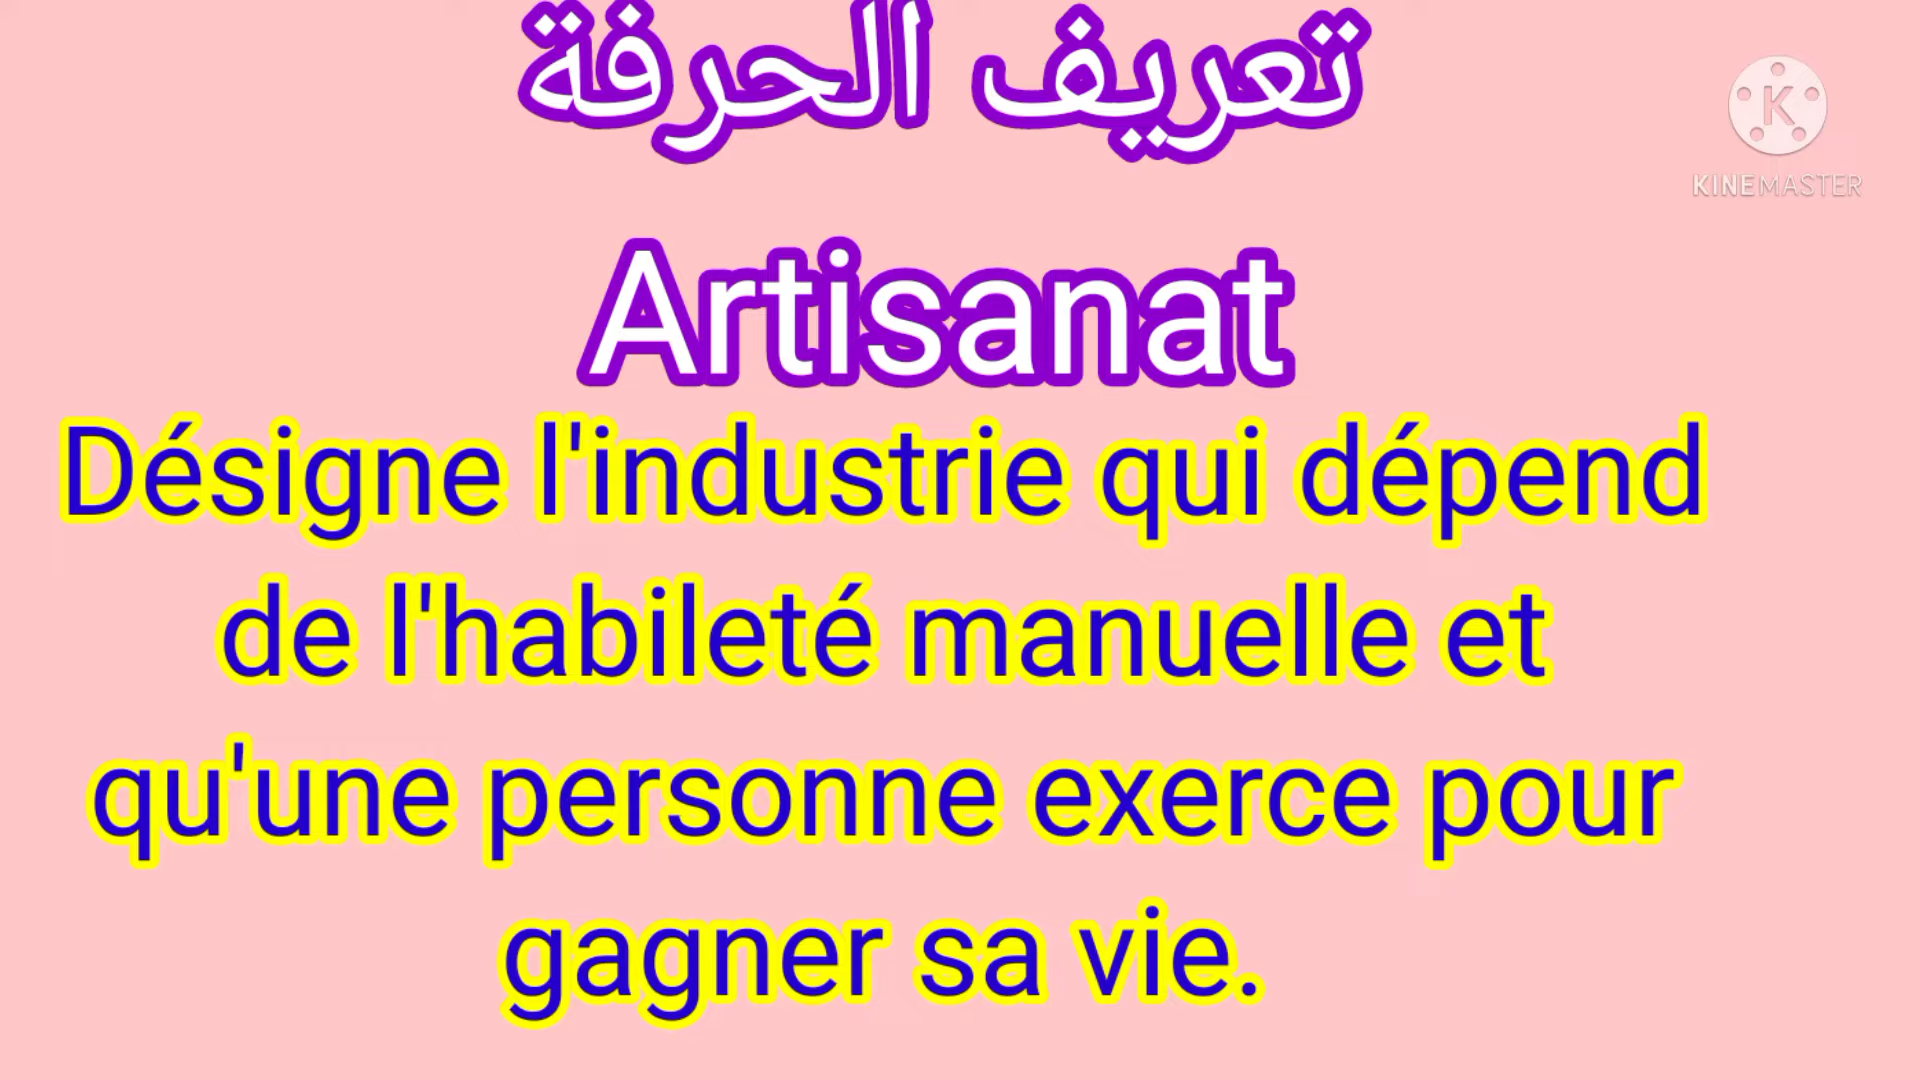 تعريف الحرفة
K
KINEMASTER
Artisanat
Désigne l'industrie qui dépend
de l'habileté manuelle et
qu'une personne exerce pour
gagner sa vie.